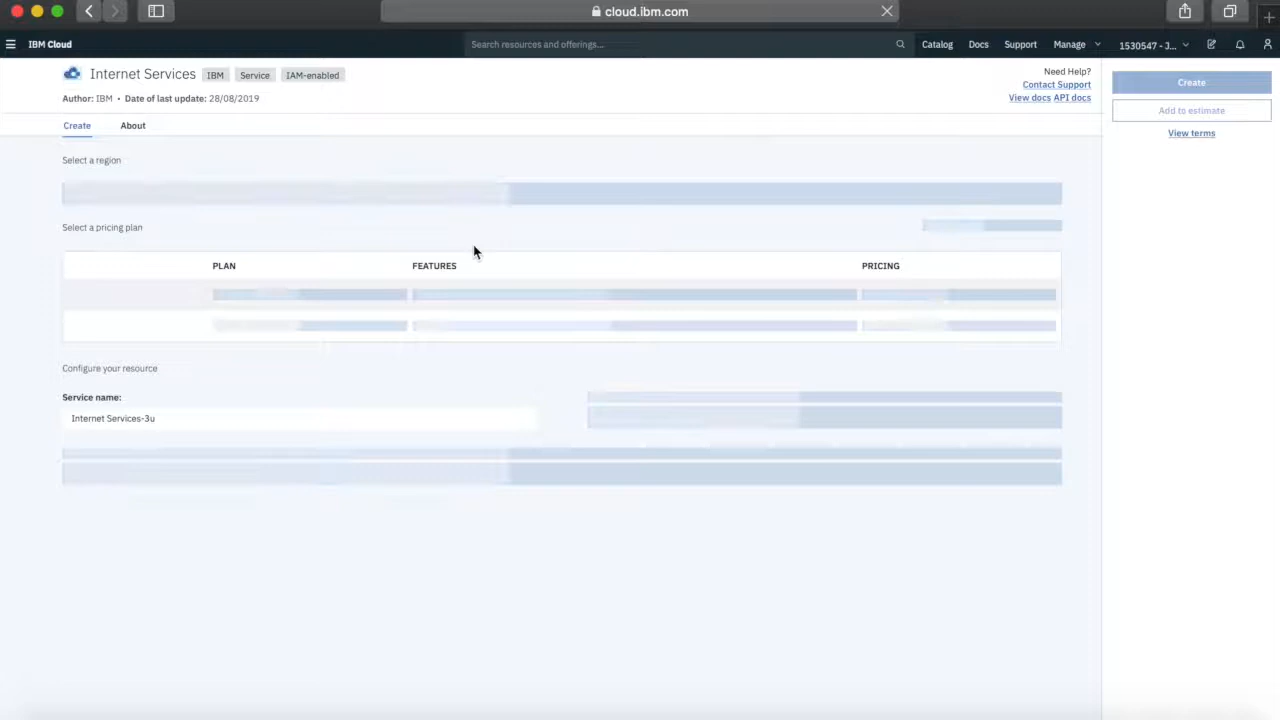 cloud.ibm.com
IBM Cloud
Search resources and offerings...
Catalog
Docs
Support
Manage
1530547 - J...
Internet Services
IBM
Service
IAM-enabled
Author: IBM • Date of last update: 28/08/2019
Need Help?
Contact Support
View docs API docs
Create
Add to estimate
View terms
Create
About
Select a region
Select a pricing plan
PLAN
FEATURES
PRICING
Configure your resource
Service name:
Internet Services-3u